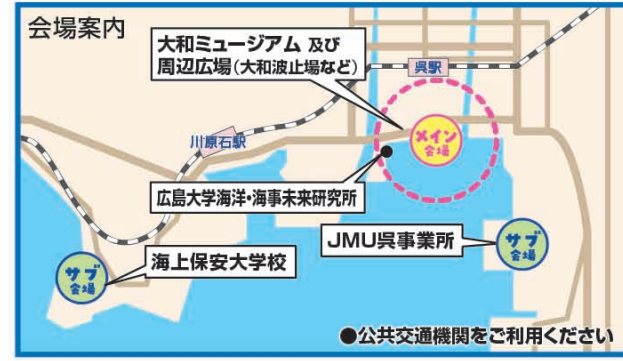 会場案内
大和ミュージアム 及び
周辺広場(大和波止場など)
呉駅
川原石駅
メイン
会場
広島大学海洋・海事未来研究所
JMU呉事業所
サブ
会場
サブ
会場
海上保安大学校
●公共交通機関をご利用ください